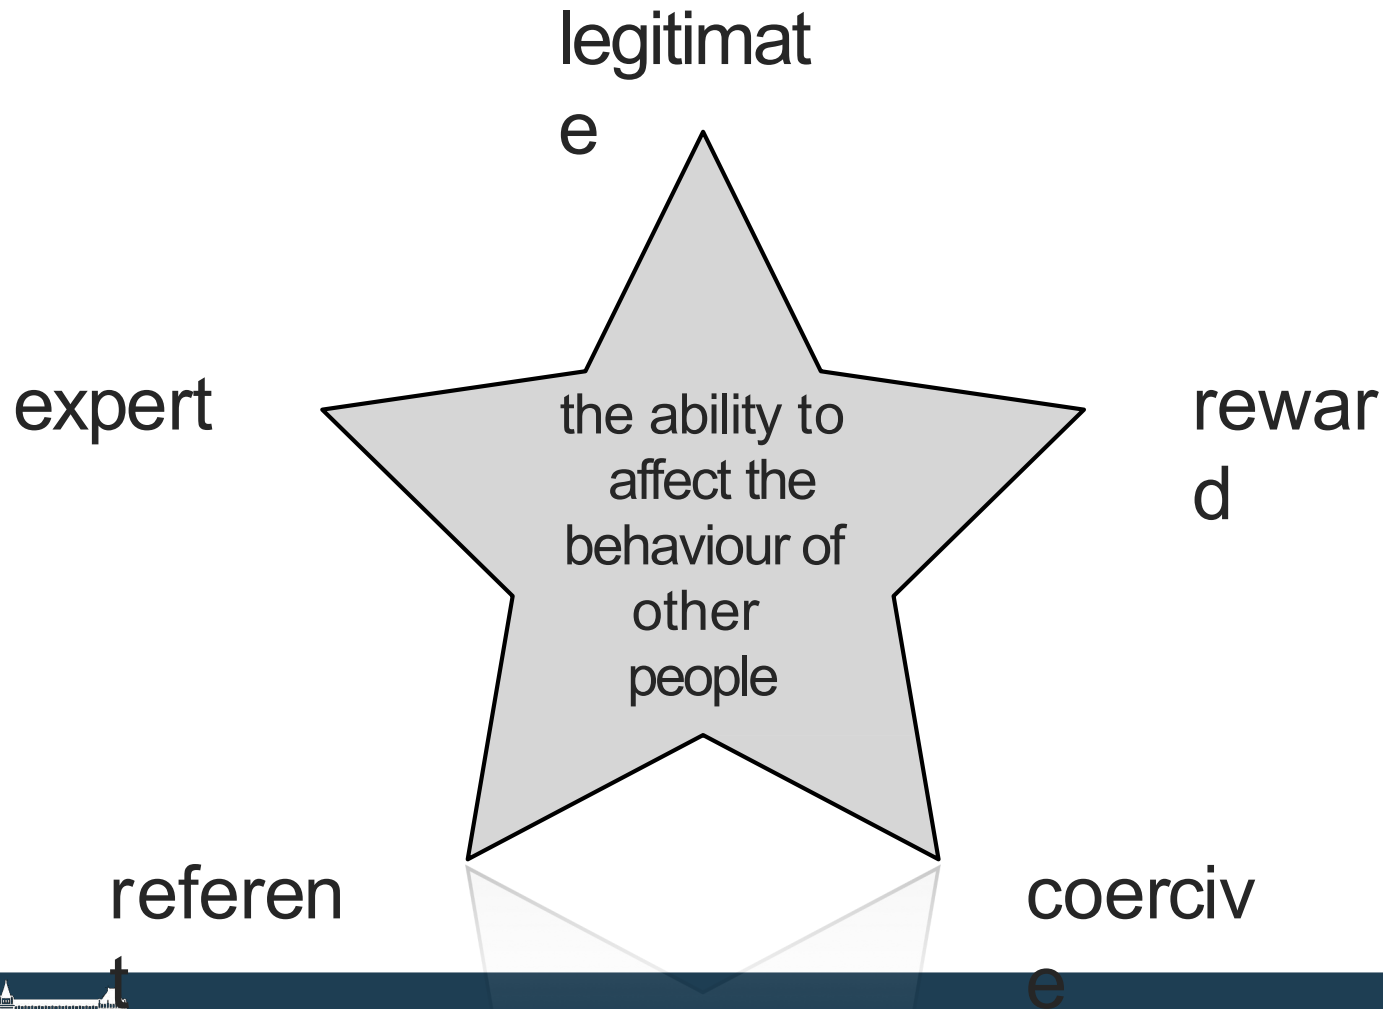 legitimat
e
expert
the ability to
affect the
behaviour of
other
people
rewar
d
referen
t
coerciv
e